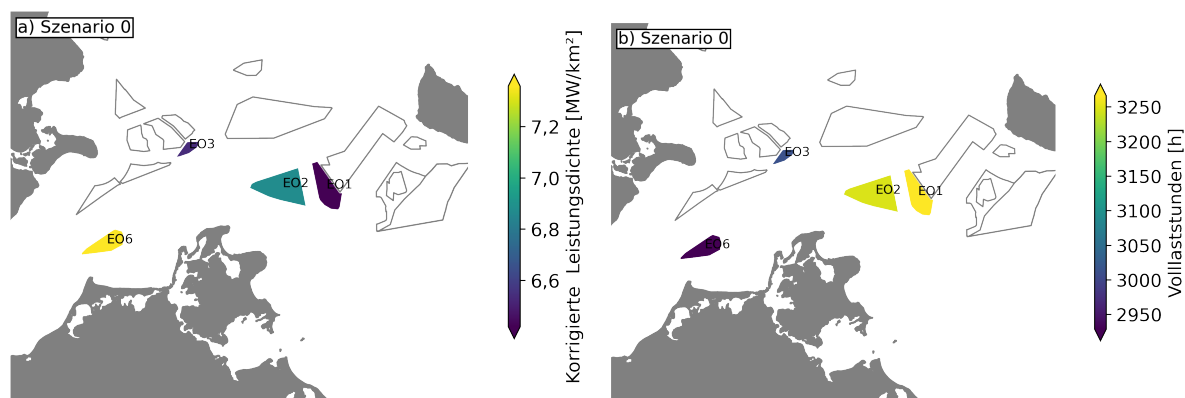 a) Szenario 0
EO3
EO2
EO1
EO6
7,2
7,0
6,8
6,6
Korrigierte Leistungsdichte [MW/km²]
b) Szenario 0
EO3
EO2
EO1
EO6
3250
3200
3150
3100
3050
3000
2950
Volllaststunden [h]